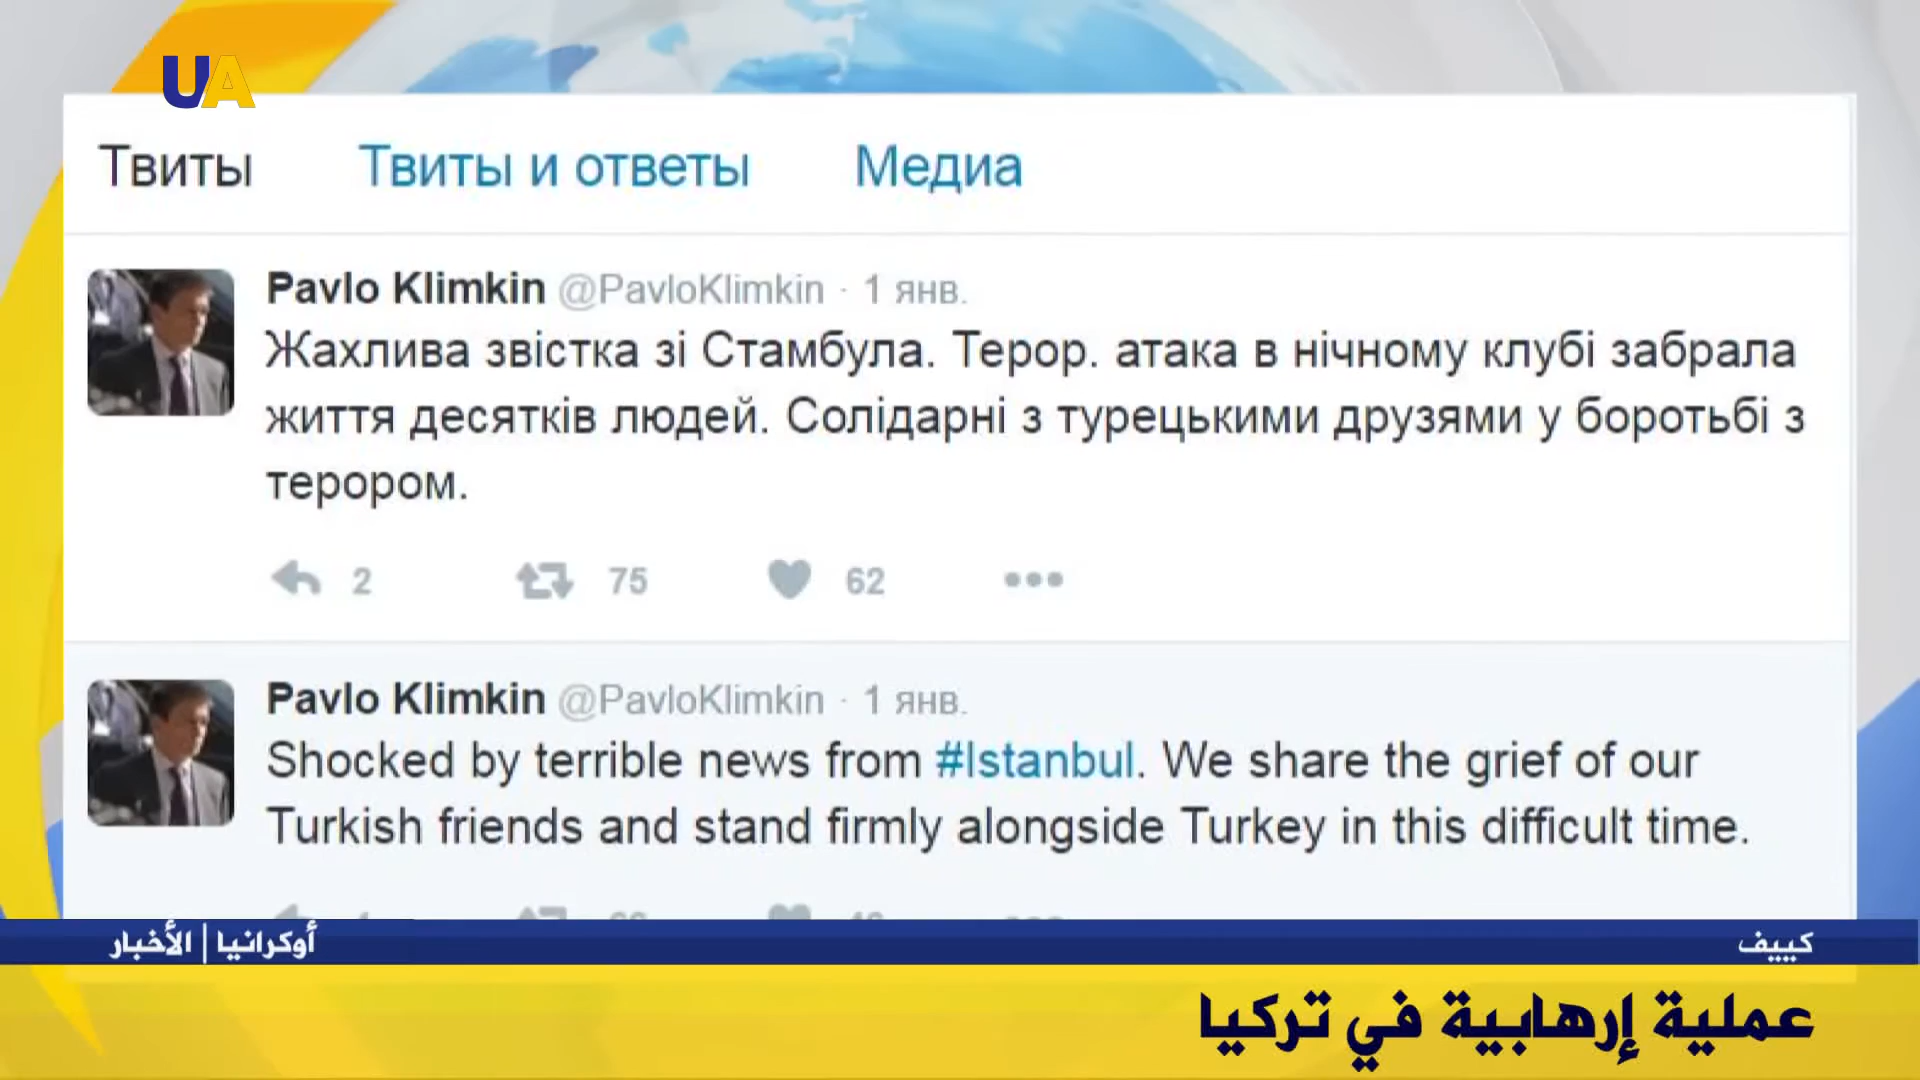 UA
Твиты Твиты и ответы Медиа
Pavlo Klimkin @PavloKlimkin · 1 янв.
Жахлива звістка зі Стамбула. Терор. атака в нічному клубі забрала
життя десятків людей. Солідарні з турецькими друзями у боротьбі з
терором.
2 75 62
Pavlo Klimkin @PavloKlimkin · 1 янв.
Shocked by terrible news from #Istanbul. We share the grief of our
Turkish friends and stand firmly alongside Turkey in this difficult time.
أوكرانيا | الأخبار
كييف
عملية إرهابية في تركيا